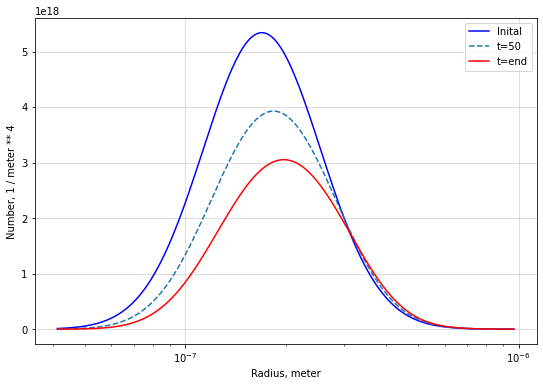 1e18
Number, 1 / meter ** 4
5
4
3
2
1
0
Inital
t=50
t=end
10⁻⁷
10⁻⁶
Radius, meter